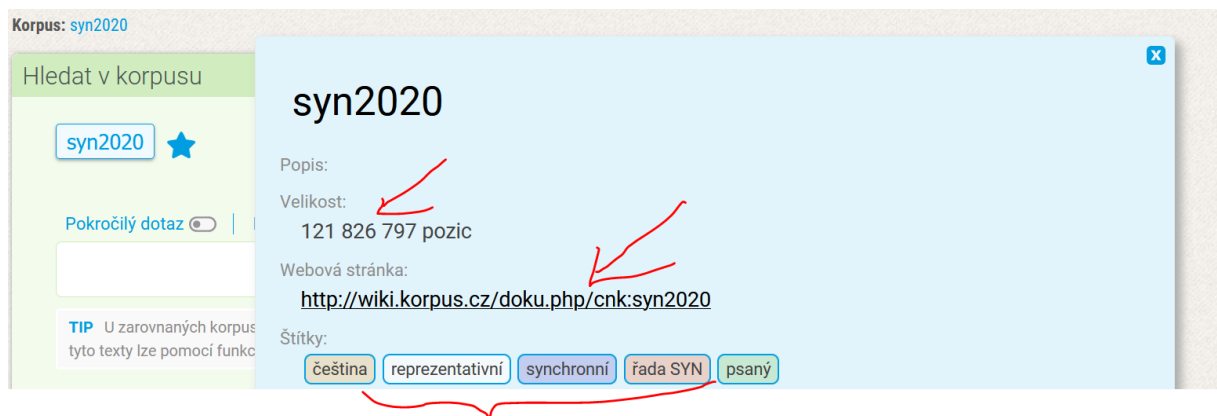 Korpus: syn2020
Hledat v korpusu
syn2020
Pokročilý dotaz
TIP U zarovnaných korpus
tyto texty lze pomocí funkc
x
syn2020
Popis:
Velikost:
121 826 797 pozic
Webová stránka:
http://wiki.korpus.cz/doku.php/cnk:syn2020
Štítky:
čeština reprezentativní synchronní řada SYN psaný